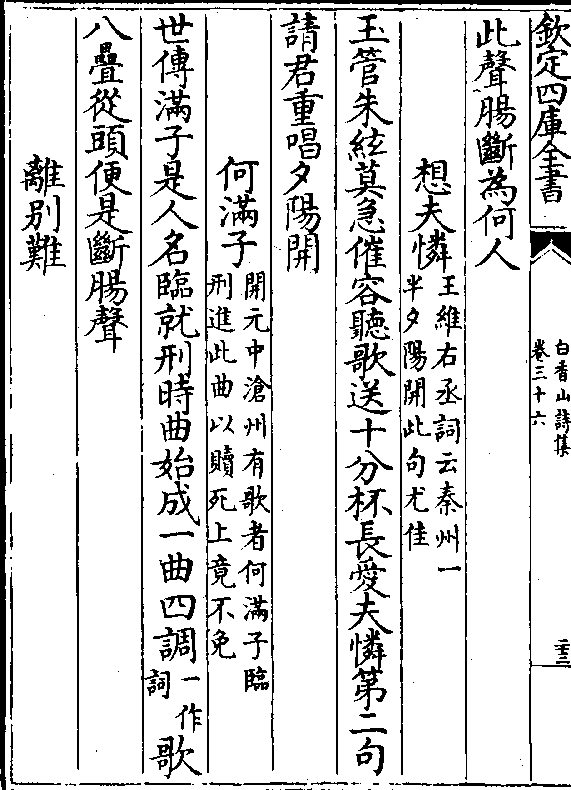 欽定四庫全書
白香山詩集
卷三十六
二十三
此聲腸斷為何人
想夫憐王維右丞詞云秦州一
半夕陽開此句尤佳
玉管朱絃莫急催容聽歌送十分杯長愛夫憐第二句
請君重唱夕陽開
何滿子開元中滄州有歌者何滿子臨
刑進此曲以贖死上竟不免
世傳滿子是人名臨就刑時曲始成一曲四調一作詞歌
八疊從頭便是斷腸聲
離別難